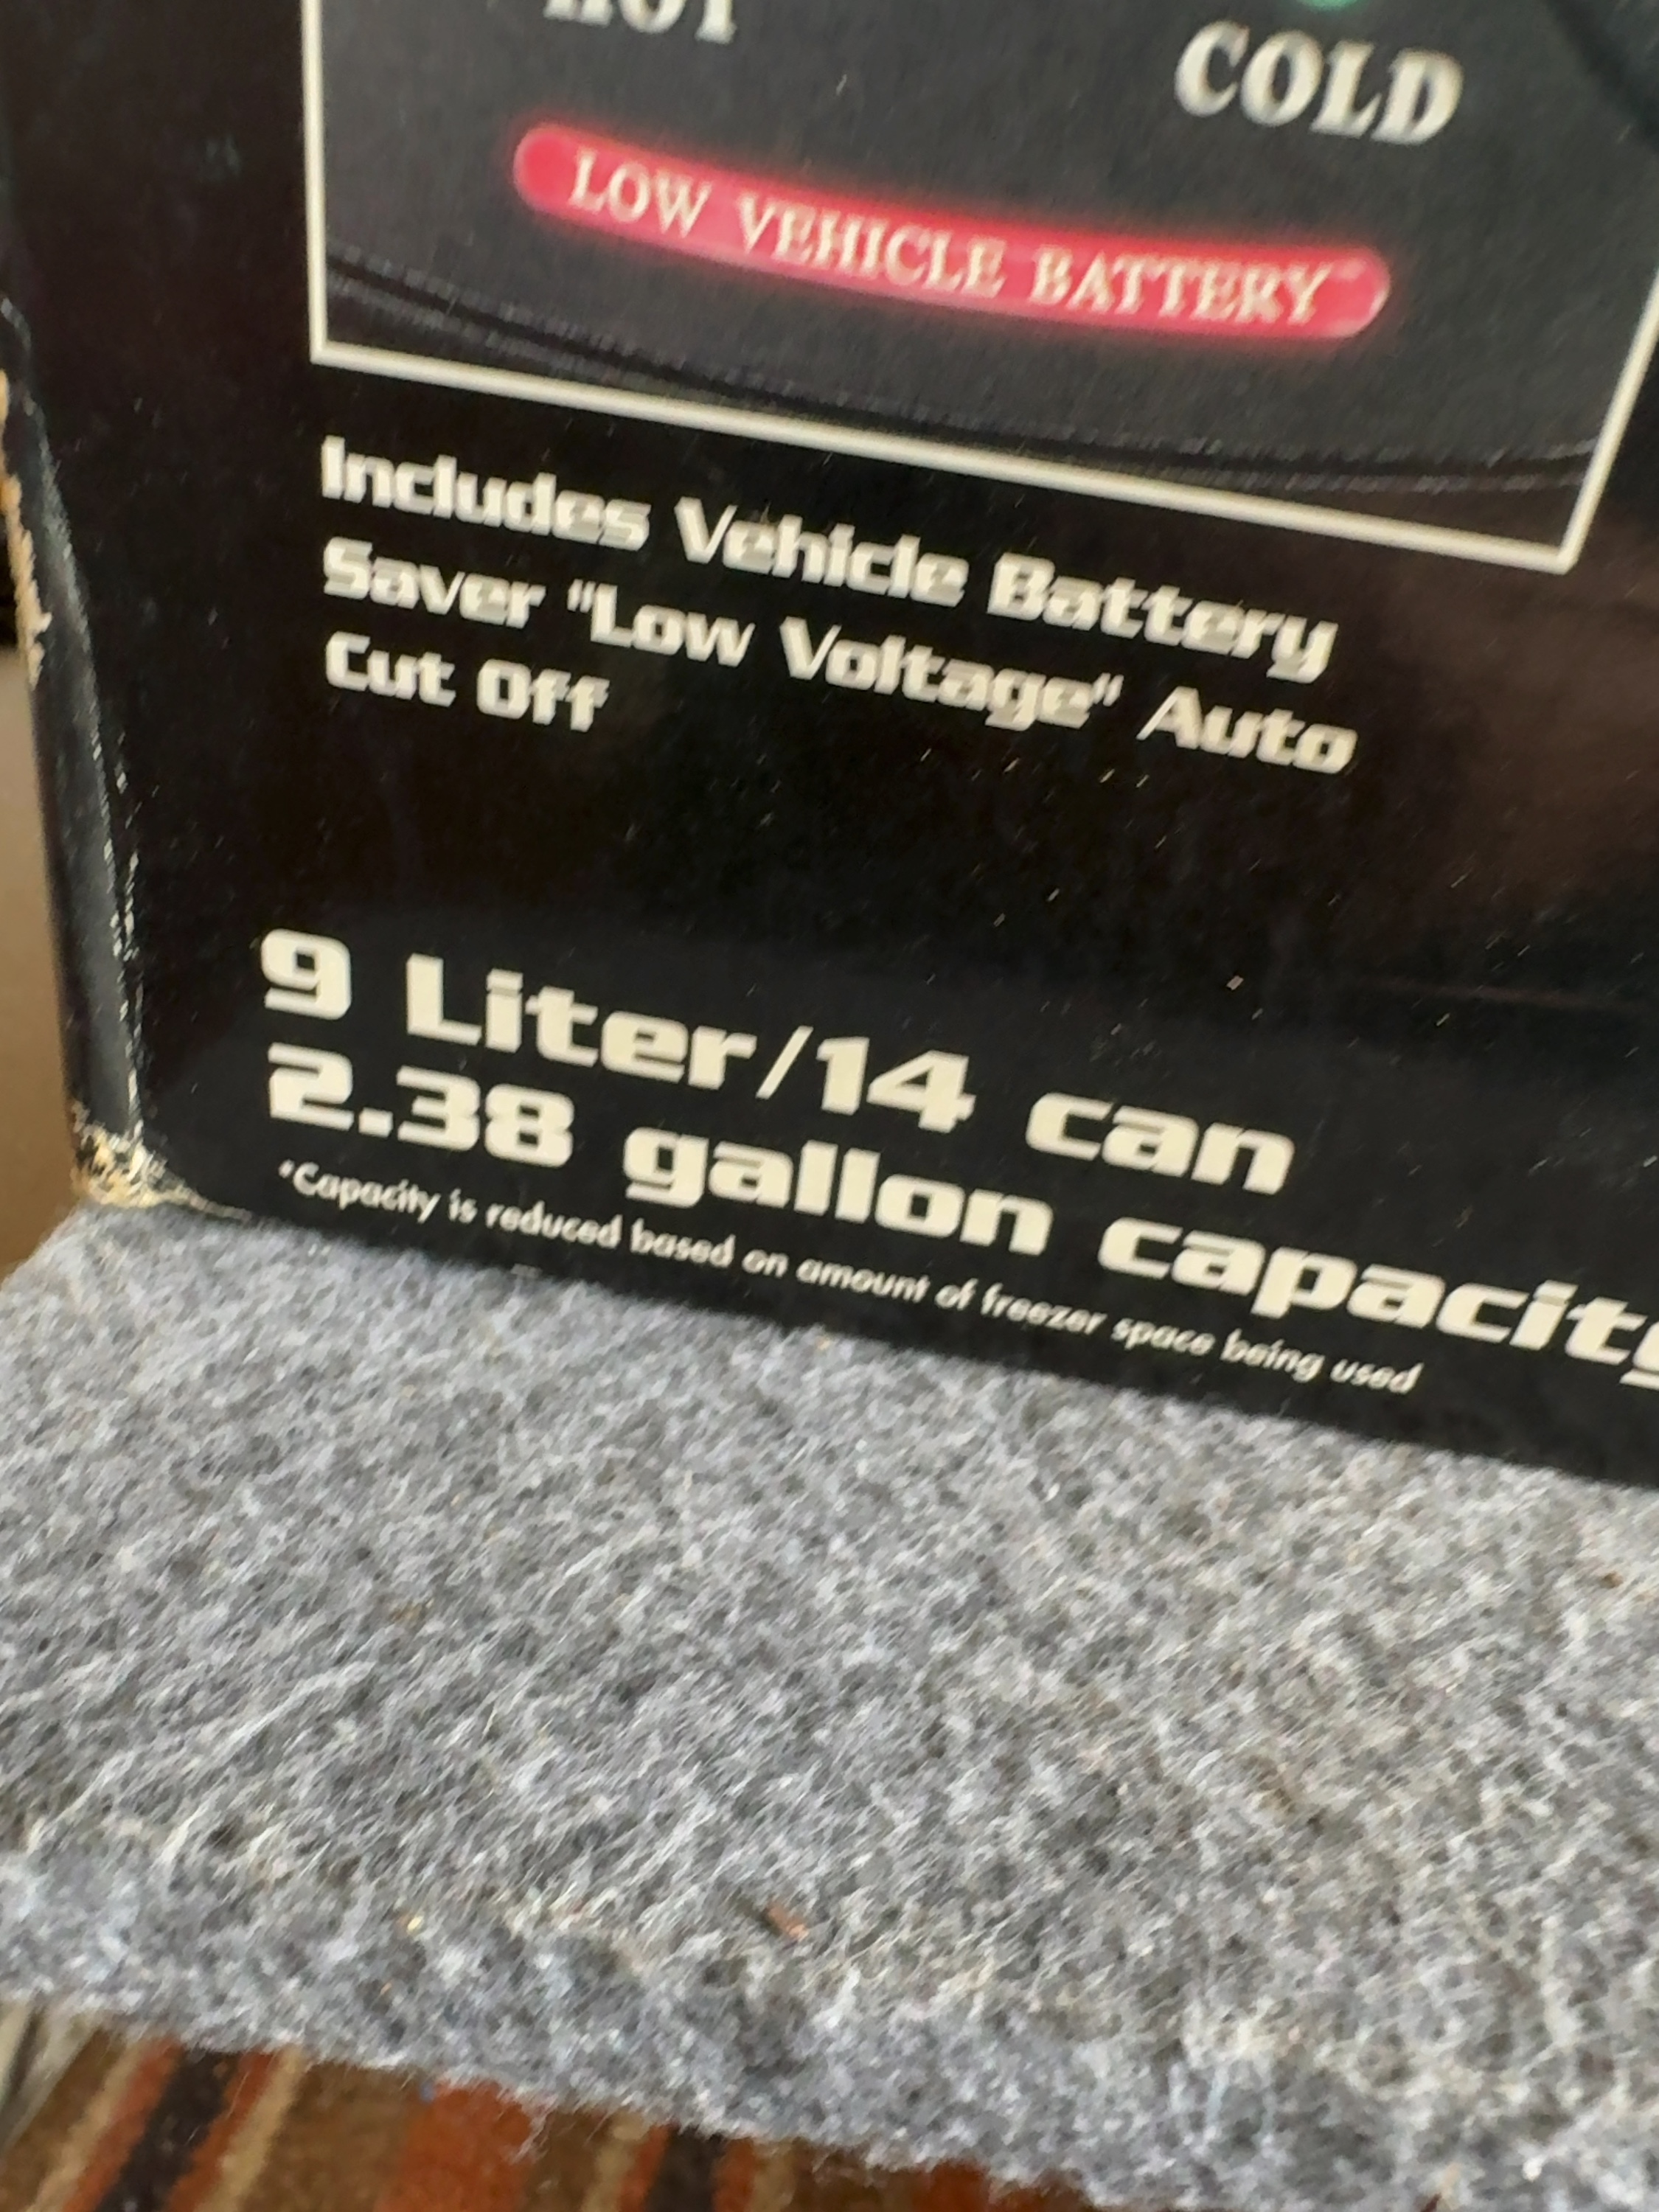 HOT
COLD
LOW VEHICLE BATTERY
Includes Vehicle Battery
Saver "Low Voltage" Auto
Cut Off
9 Liter/14 can
2.38 gallon capacity
*Capacity is reduced based on amount of freezer space being used